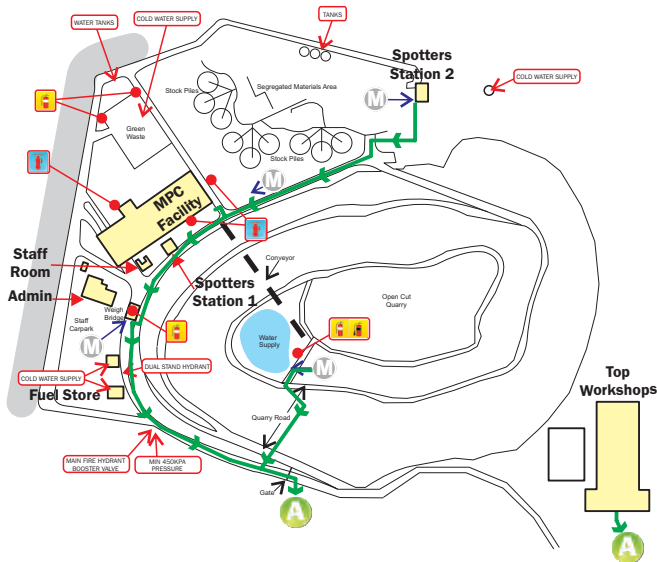 WATER TANKS
COLD WATER SUPPLY
TANKS
Spotters
Station 2
COLD WATER SUPPLY
Stock Piles
Segregated Materials Area
M
Green
Waste
Stock Piles
M
MPC
Facility
Staff
Room
Admin
Spotters
Station 1
Conveyor
Open Cut
Quarry
Weigh
Bridge
Staff
Carpark
M
Water
Supply
M
DUAL STAND HYDRANT
COLD WATER SUPPLY
Fuel Store
Top
Workshops
Quarry Road
MAIN FIRE HYDRANT
BOOSTER VALVE
MIN 450KPA
PRESSURE
Gate
A
A